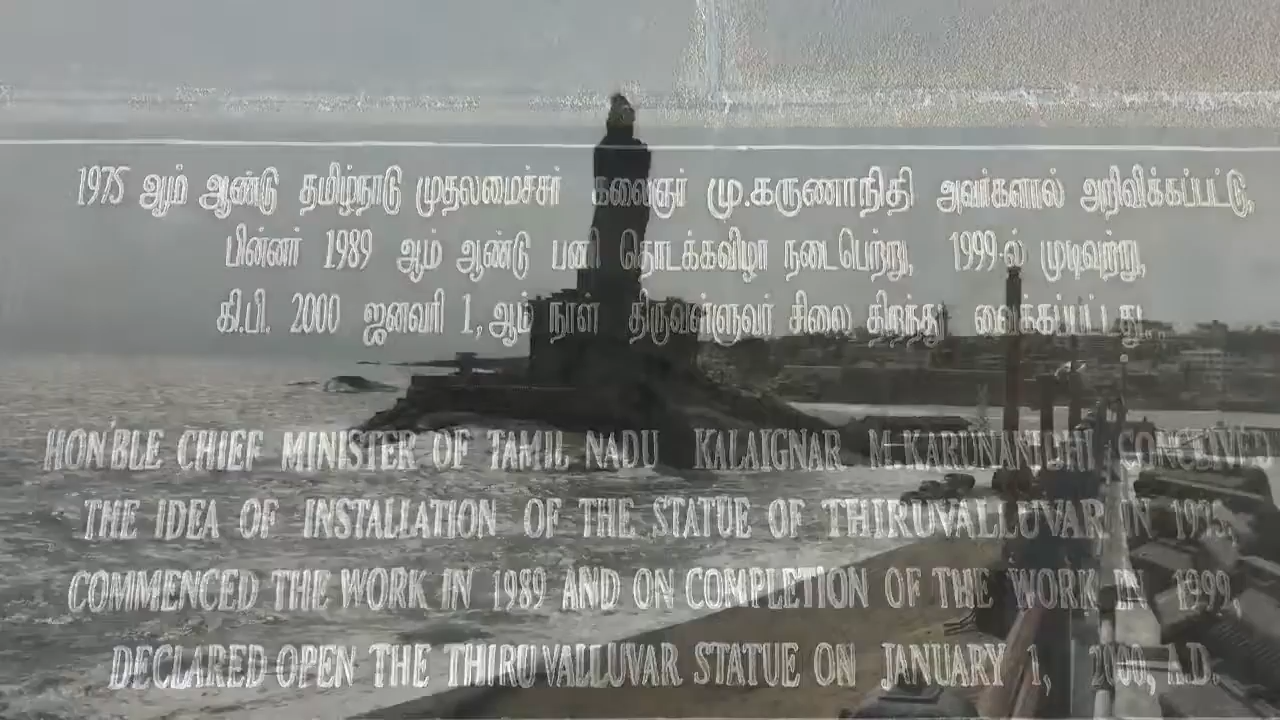 1975 ஆம் ஆண்டு தமிழ்நாடு முதலமைச்சர் கலைஞர் மு.கருணாநிதி அவர்களால் அறிவிக்கப்பட்டு,
பின்னர் 1989 ஆம் ஆண்டு பணி தொடக்கவிழா நடைபெற்று, 1999-ல் முடிவுற்று,
கி.பி. 2000 ஜனவரி 1,ஆம் நாள் திருவள்ளுவர் சிலை திறந்து வைக்கப்பட்டது..
HON'BLE CHIEF MINISTER OF TAMIL NADU KALAIGNAR M.KARUNANIDHI CONCEIVED
THE IDEA OF INSTALLATION OF THE STATUE OF THIRUVALLUVAR IN 1975,
COMMENCED THE WORK IN 1989 AND ON COMPLETION OF THE WORK IN 1999,
DECLARED OPEN THE THIRUVALLUVAR STATUE ON JANUARY 1, 2000, A.D.